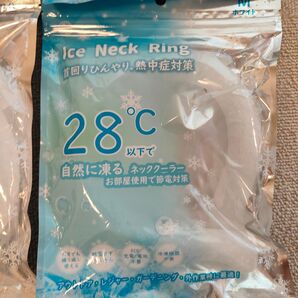 M
ホワイト
Ice Neck Ring
首回りひんやり、熱中症対策
28℃
以下で
自然に凍る ネッククーラー
お部屋使用で節電対策
アウトドア・レジャー・ガーデニング・外作業時に最適！